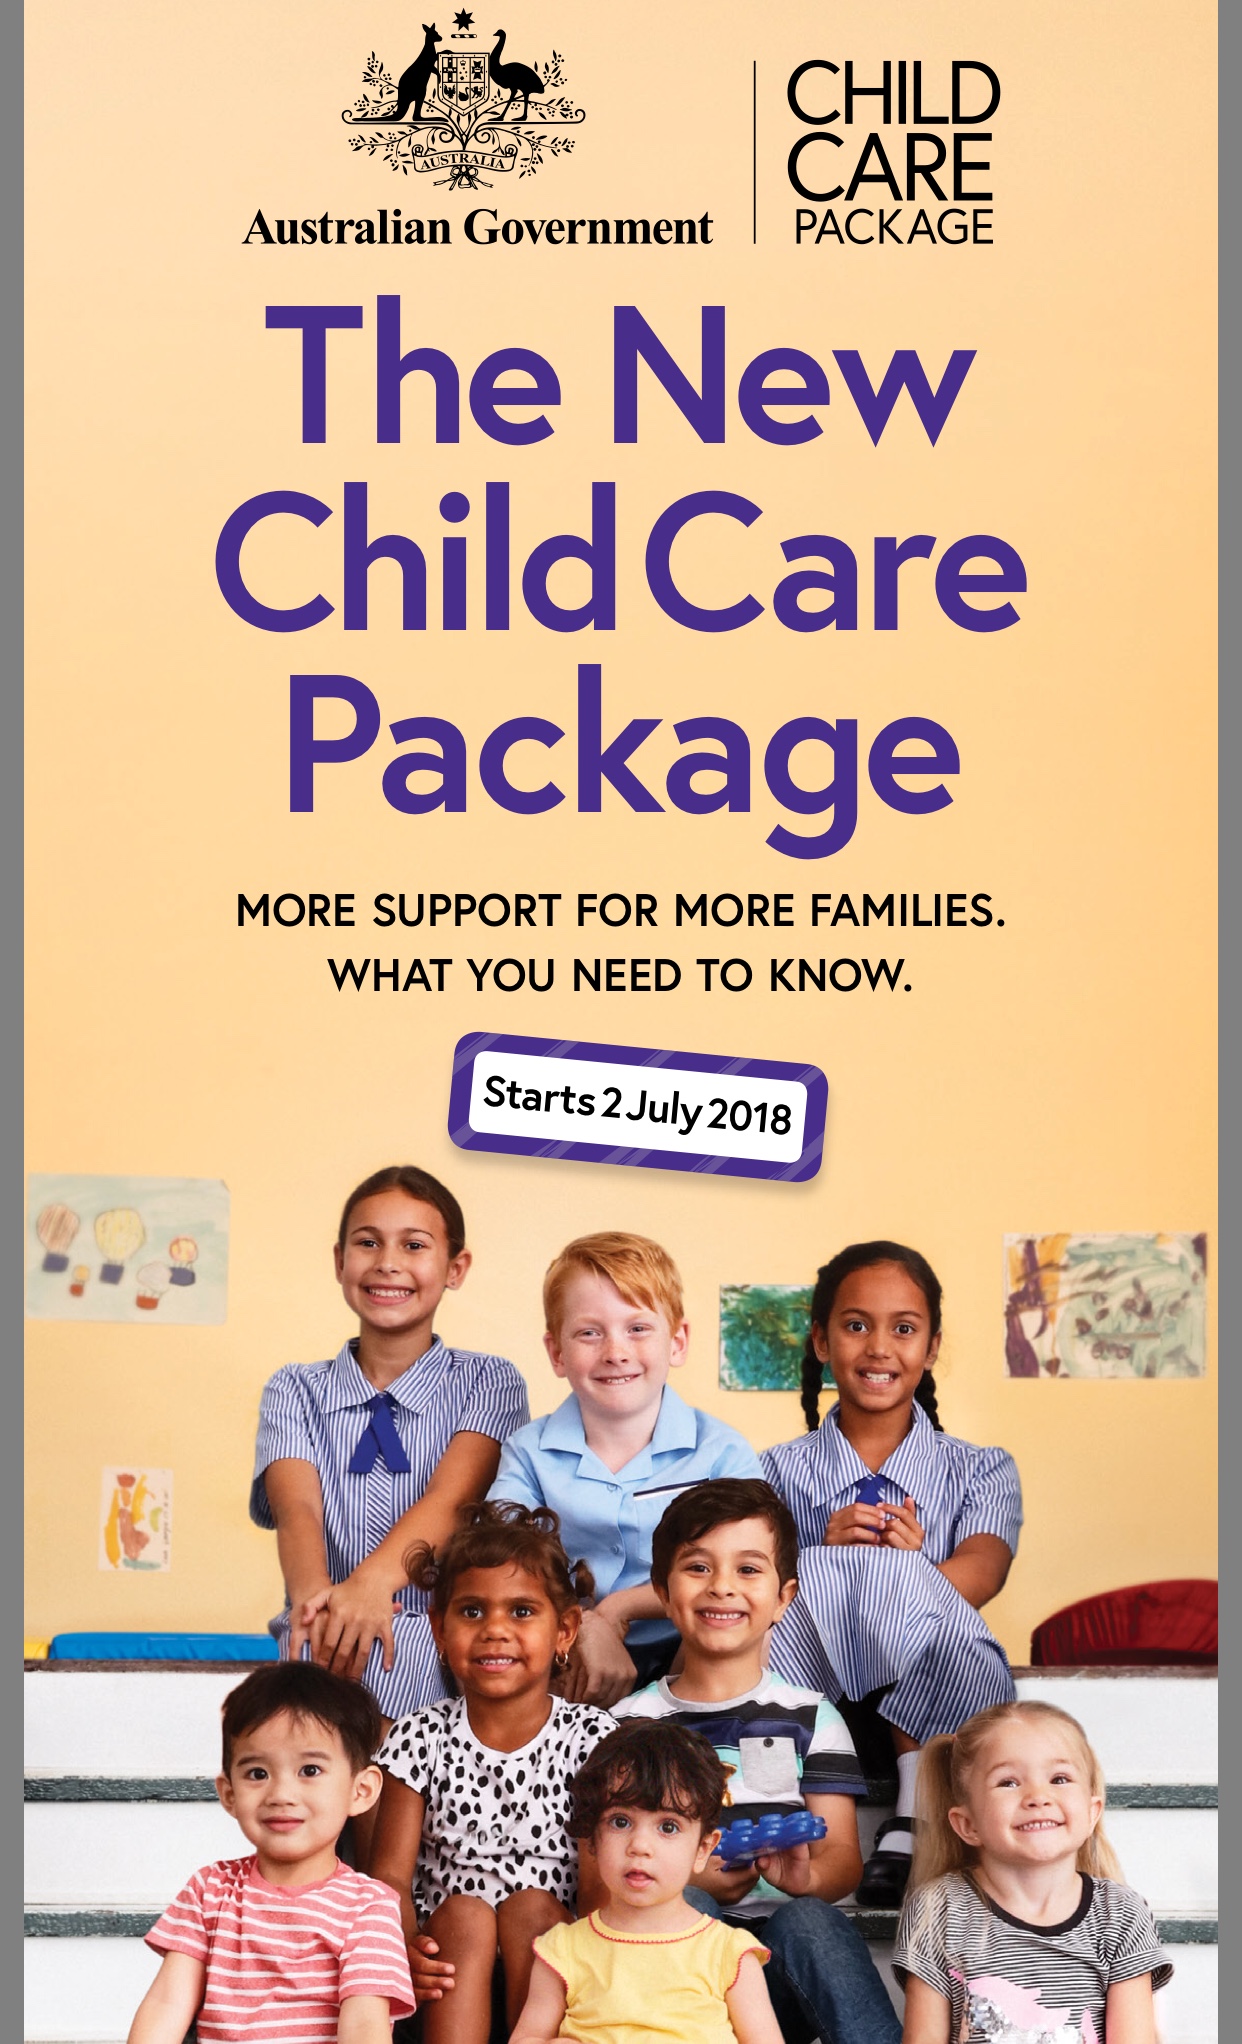 AUSTRALIA
Australian Government
CHILD
CARE
PACKAGE
The New
Child Care
Package
MORE SUPPORT FOR MORE FAMILIES.
WHAT YOU NEED TO KNOW.
Starts 2 July 2018